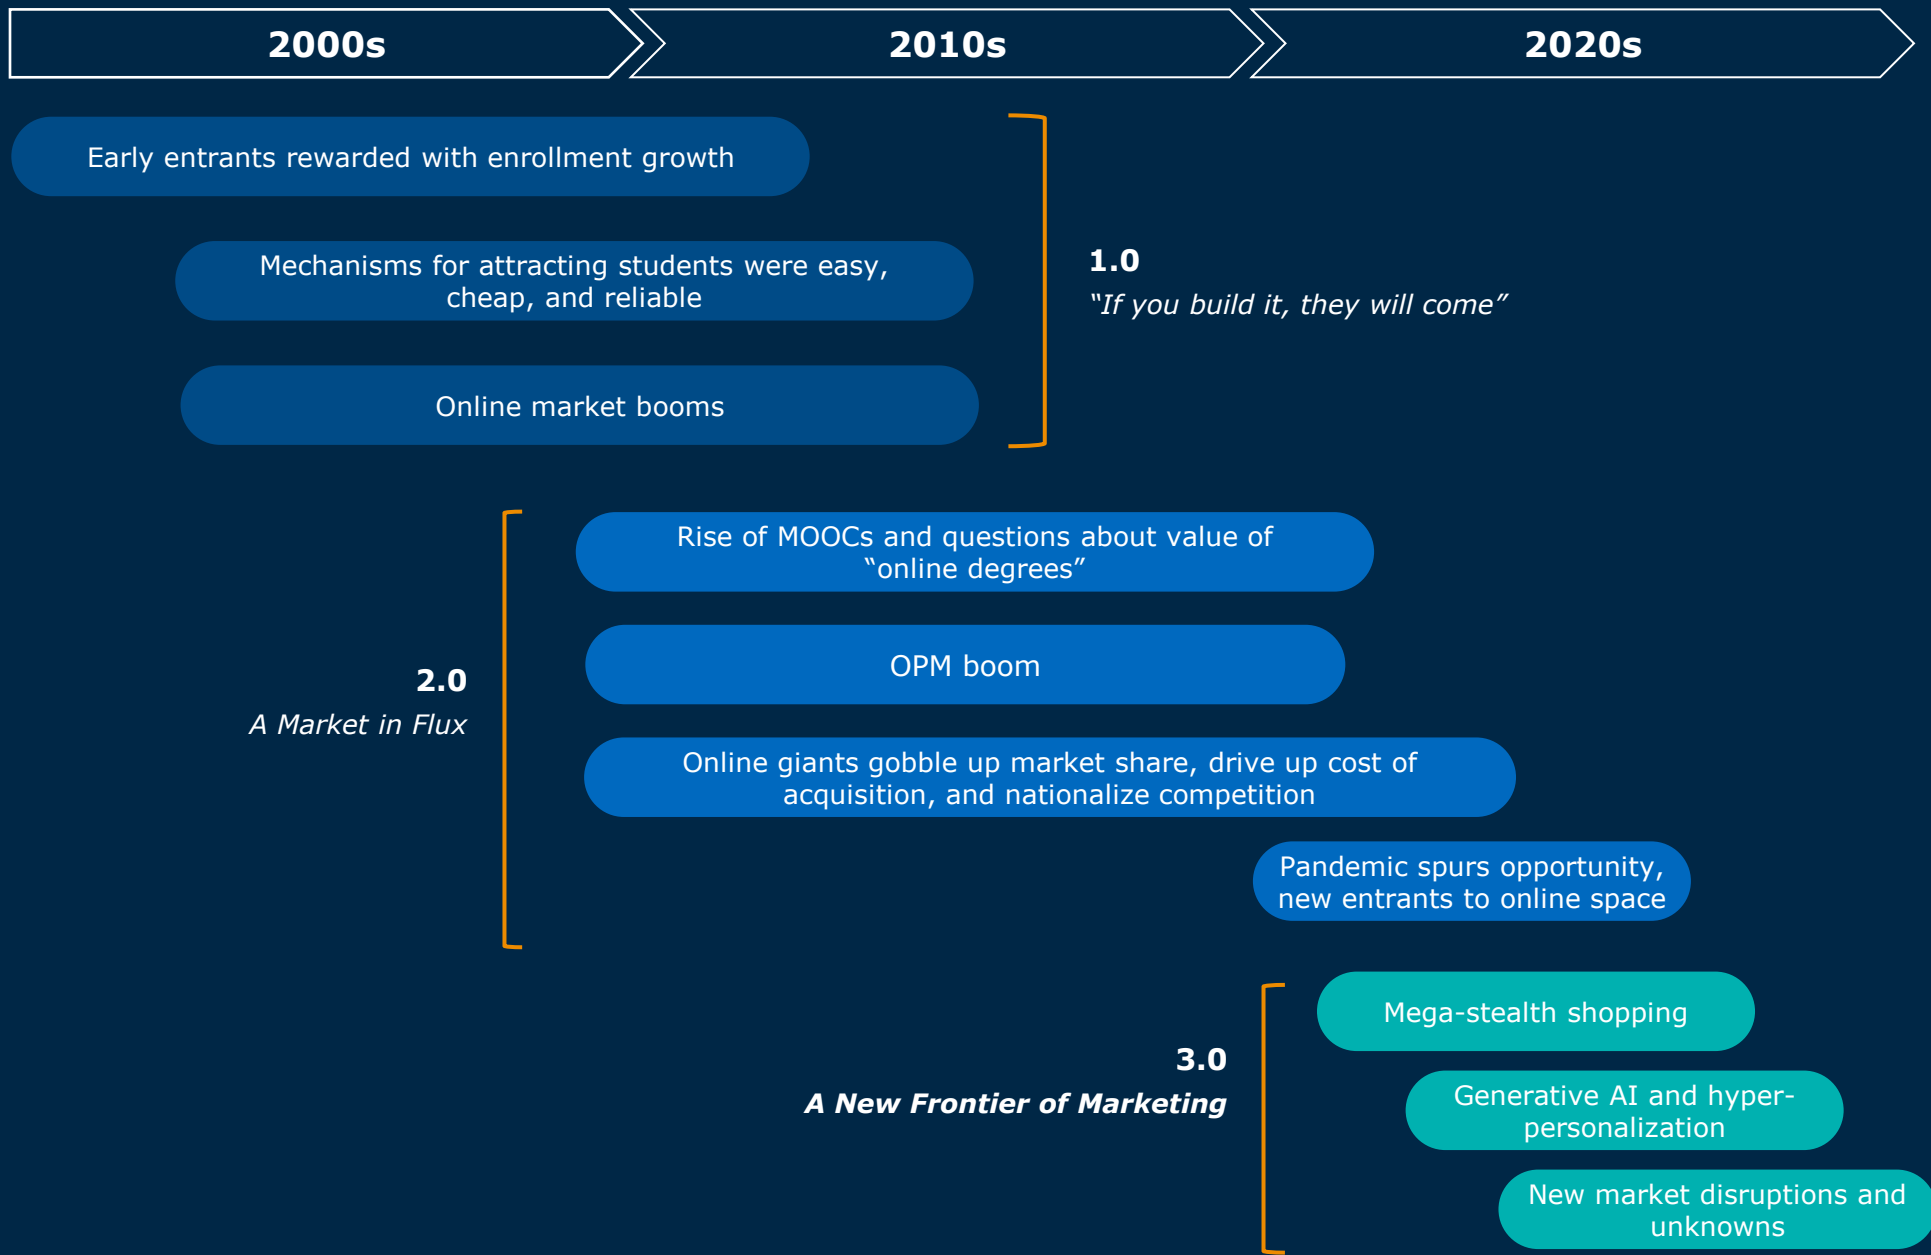 2000s
2010s
2020s
Early entrants rewarded with enrollment growth
Mechanisms for attracting students were easy,
cheap, and reliable
Online market booms
1.0
“If you build it, they will come”
2.0
A Market in Flux
Rise of MOOCs and questions about value of
“online degrees”
OPM boom
Online giants gobble up market share, drive up cost of
acquisition, and nationalize competition
Pandemic spurs opportunity,
new entrants to online space
3.0
A New Frontier of Marketing
Mega-stealth shopping
Generative AI and hyper-
personalization
New market disruptions and
unknowns